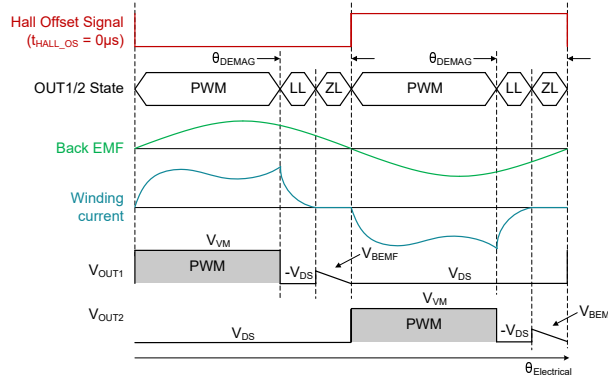 Hall Offset Signal
(tHALL_OS = 0µs)
θDEMAG
θDEMAG
OUT1/2 State
PWM
LL
ZL
PWM
LL
ZL
Back EMF
Winding
current
VVM
VBEMF
VOUT1
PWM
-VDS
VDS
VVM
VBEM
VOUT2
PWM
-VDS
VDS
θElectrical